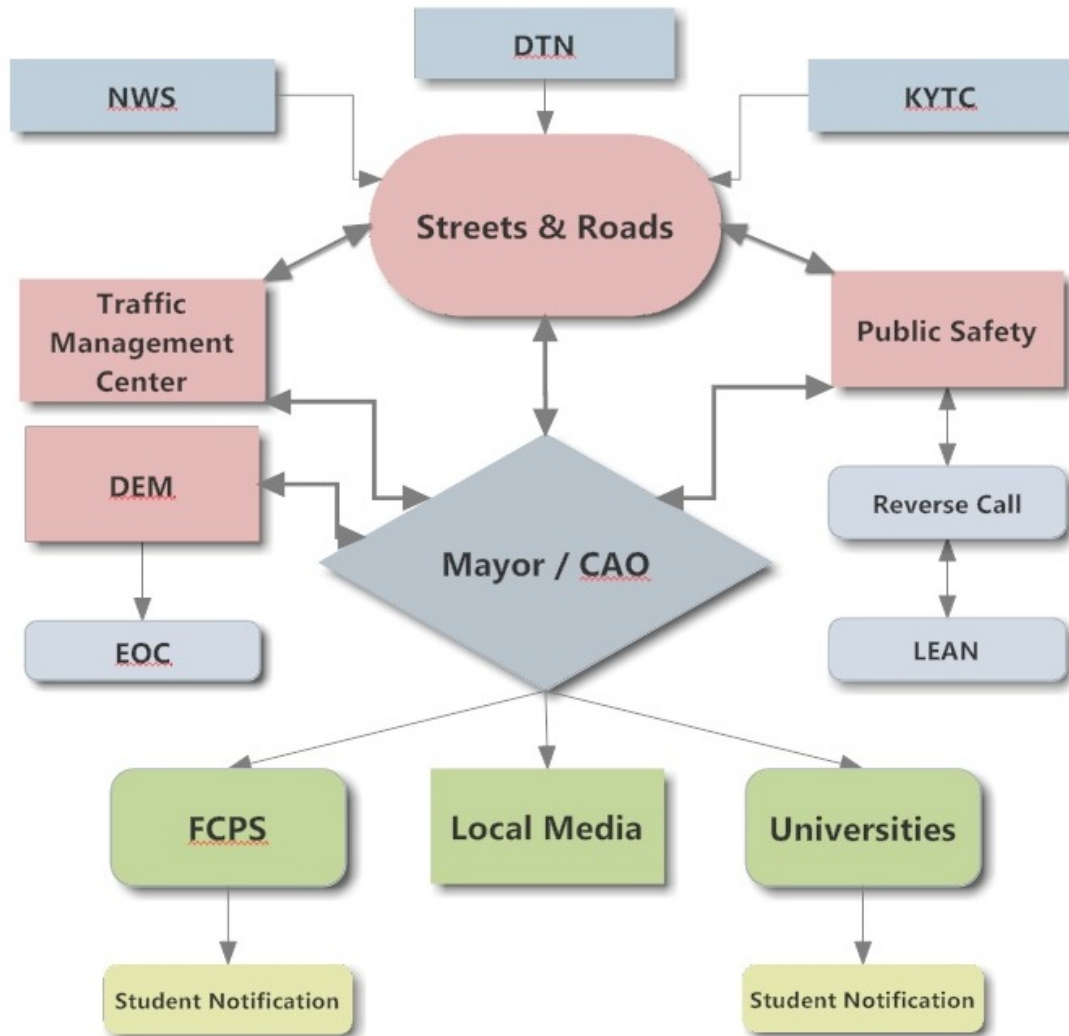 DTN
NWS
KYTC
Streets & Roads
Traffic
Management
Center
Public Safety
DEM
Reverse Call
Mayor / CAO
EOC
LEAN
FCPS
Local Media
Universities
Student Notification
Student Notification